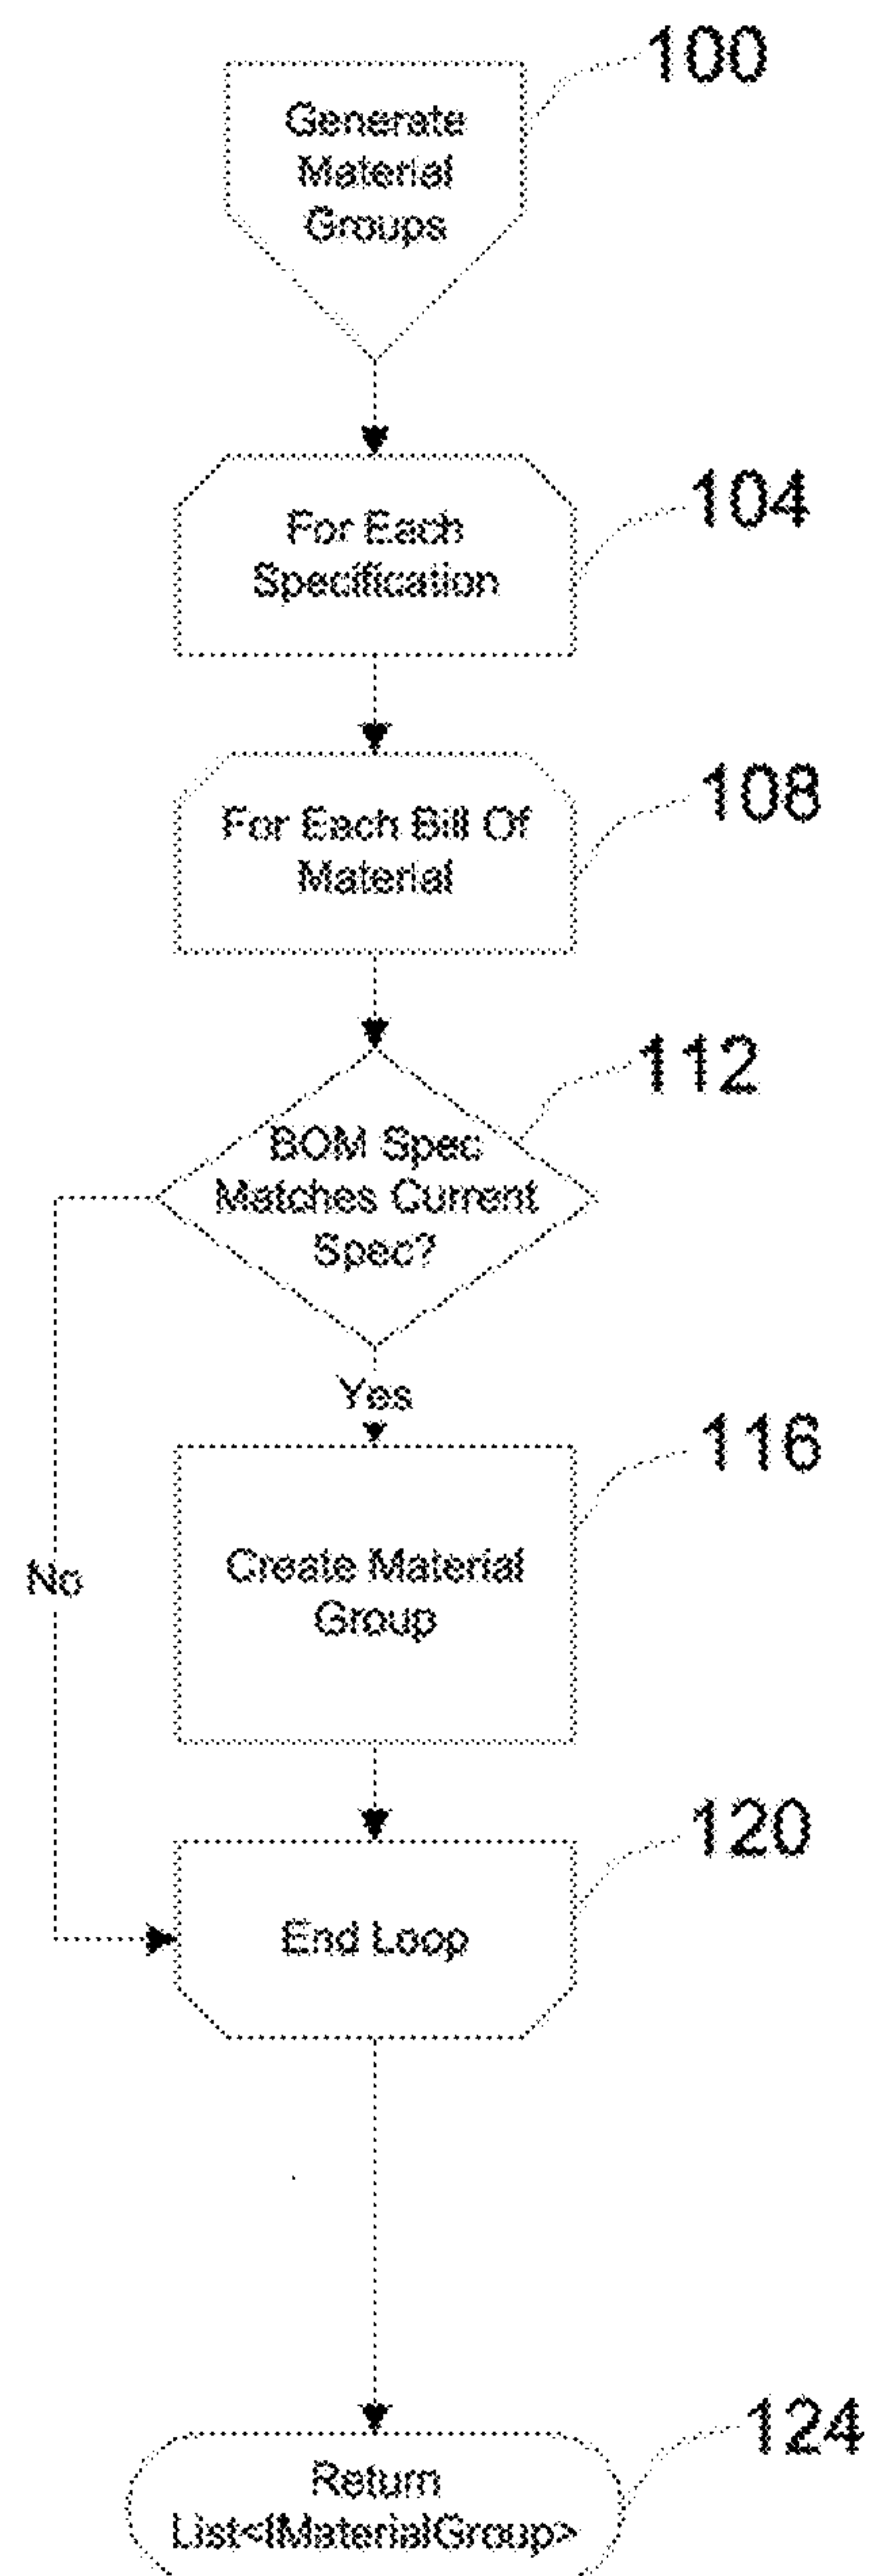 100
Generate
Material
Groups
104
For Each
Specification
108
For Each Bill Of
Material
112
BOM Spec
Matches Current
Spec?
Yes
116
Create Material
Group
No
120
End Loop
124
Return
List<IMaterialGroup>